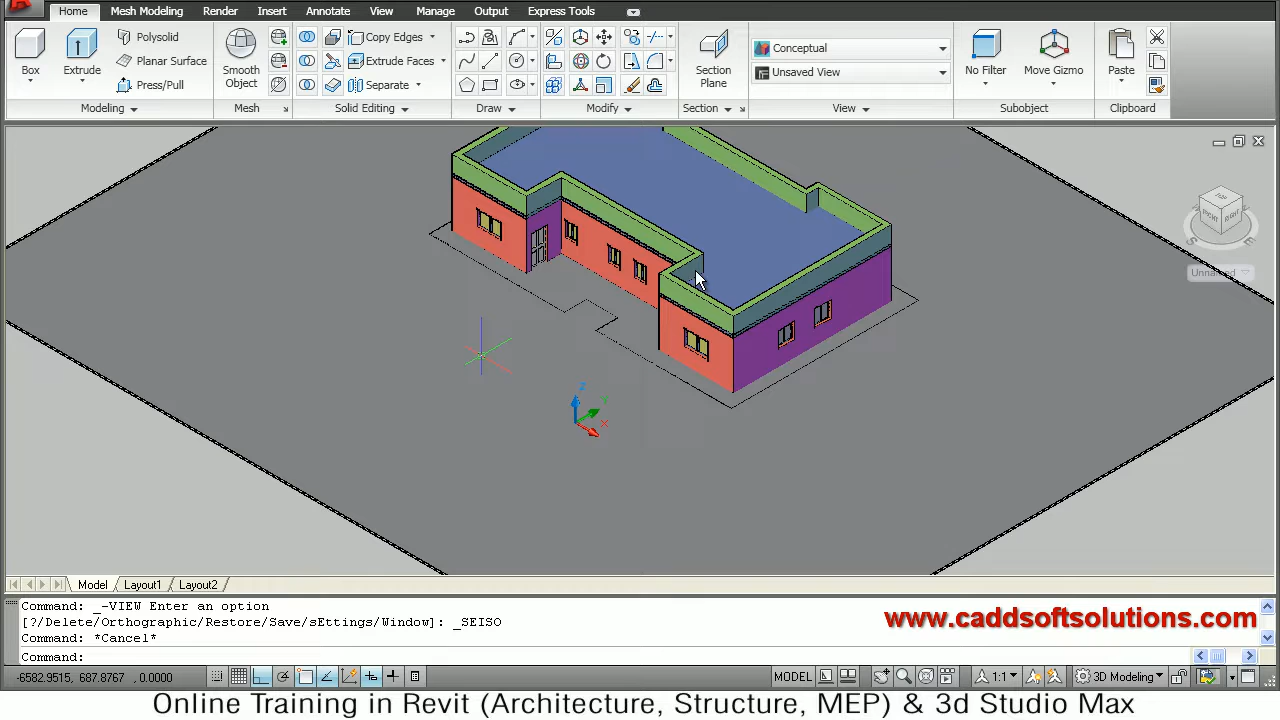 Home Mesh Modeling Render Insert Annotate View Manage Output Express Tools
Box
Extrude
Polysolid
Planar Surface
Press/Pull
Modeling
Smooth
Object
Mesh
Copy Edges
Extrude Faces
Separate
Solid Editing
Draw
Modify
Section
Plane
Section
Conceptual
Unsaved View
View
No Filter
Move Gizmo
Subobject
Paste
Clipboard
TOP
FRONT
RIGHT
S
E
Unnamed
Z
Y
X
Model Layout1 Layout2
Command: _-VIEW Enter an option
[?/Delete/Orthographic/Restore/Save/sEttings/Window]: _SEISO
Command: *Cancel*
Command:
www.caddsoftsolutions.com
-6582.9515, 687.8767 , 0.0000
MODEL
1:1
3D Modeling
Online Training in Revit (Architecture, Structure, MEP) & 3d Studio Max